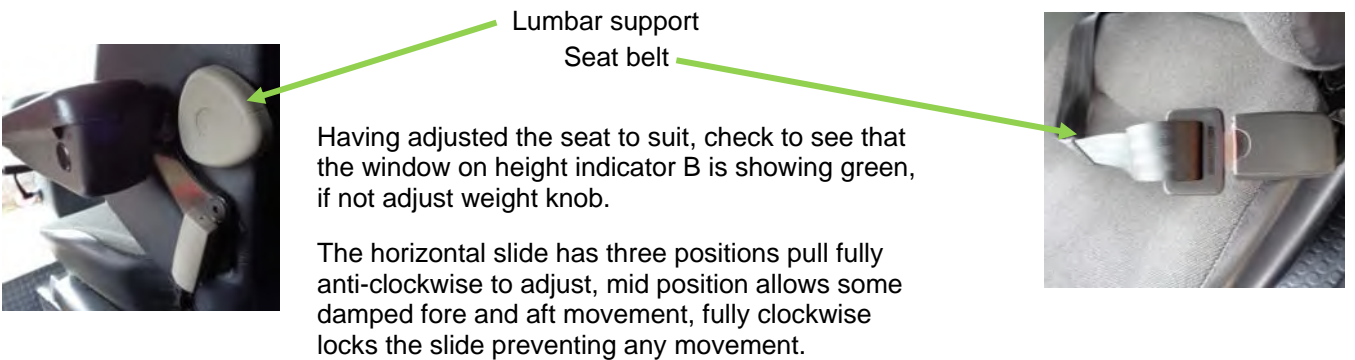 Lumbar support
Seat belt
Having adjusted the seat to suit, check to see that
the window on height indicator B is showing green,
if not adjust weight knob.
The horizontal slide has three positions pull fully
anti-clockwise to adjust, mid position allows some
damped fore and aft movement, fully clockwise
locks the slide preventing any movement.